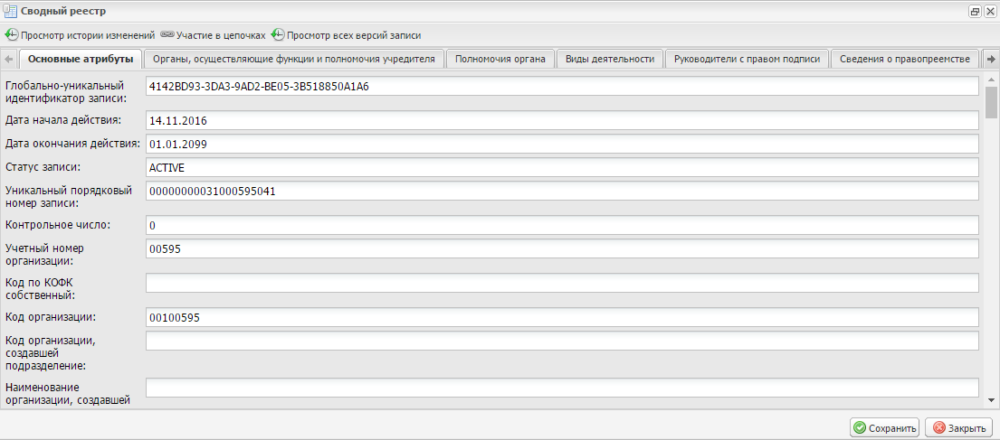 Сводный реестр
Просмотр истории изменений Участие в цепочках Просмотр всех версий записи
Основные атрибуты Органы, осуществляющие функции и полномочия учредителя Полномочия органа Виды деятельности Руководители с правом подписи Сведения о правопреемстве
Глобально-уникальный
идентификатор записи:
4142BD93-3DA3-9AD2-BE05-3B518850A1A6
Дата начала действия: 14.11.2016
Дата окончания действия: 01.01.2099
Статус записи: ACTIVE
Уникальный порядковый
номер записи:
00000000031000595041
Контрольное число: 0
Учетный номер
организации:
00595
Код по КОФК
собственный:
Код организации: 00100595
Код организации,
создавшей
подразделение:
Наименование
организации, создавшей
Сохранить Закрыть